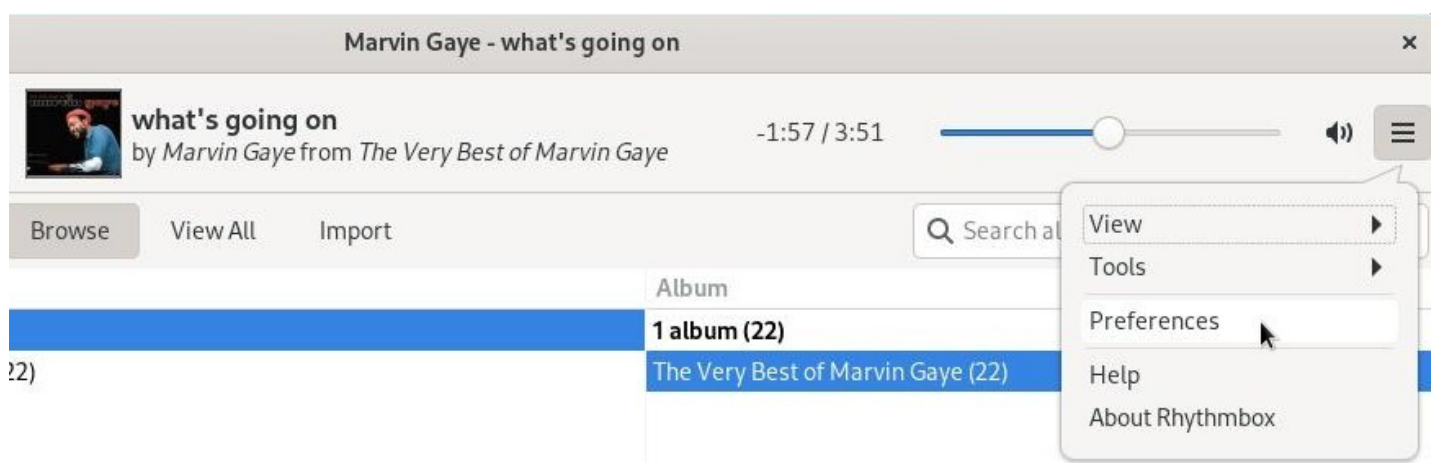 Marvin Gaye - what's going on
what's going on
by Marvin Gaye from The Very Best of Marvin Gaye
-1:57 / 3:51
Browse
View All
Import
Search al
View
Tools
Preferences
Help
About Rhythmbox
Album
1 album (22)
22)
The Very Best of Marvin Gaye (22)